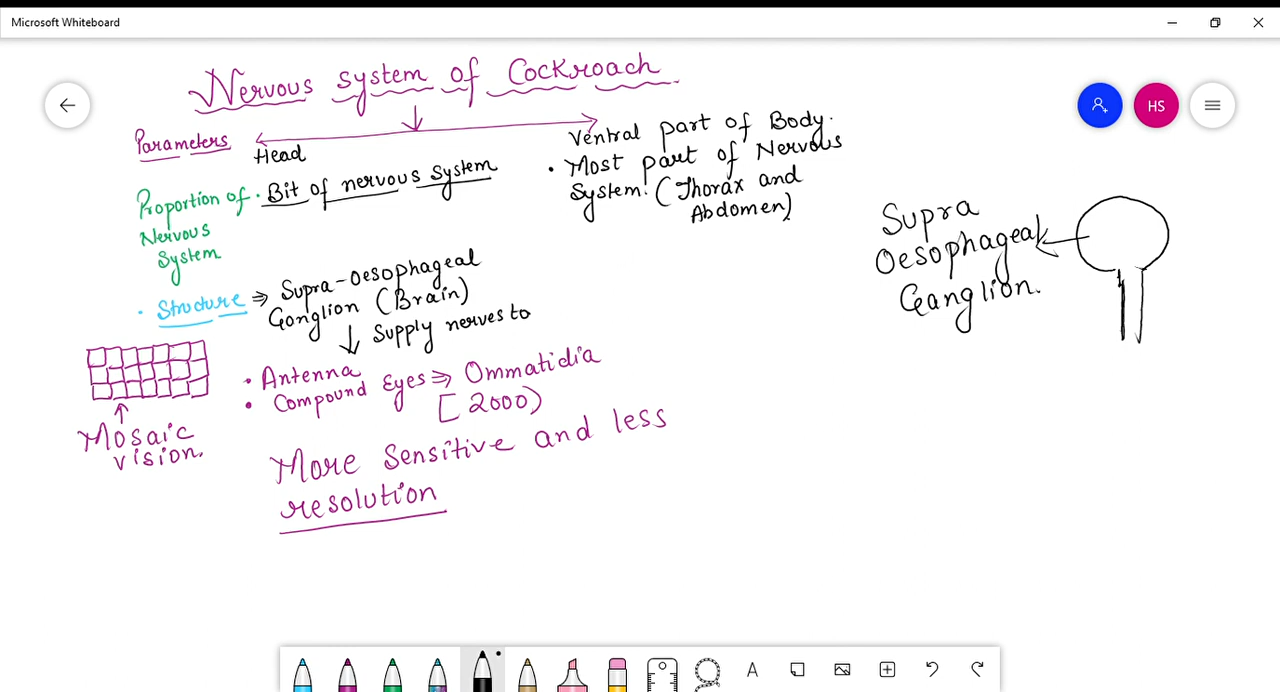 Microsoft Whiteboard
HS
Nervous system of Cockroach
Parameters
Head
Ventral part of Body.
Proportion of
Nervous
System
· Bit of nervous System
· Most part of Nervous
System. (Thorax and
Abdomen)
· Structure ⇒ Supra-Oesophageal
Ganglion (Brain)
↓ Supply nerves to
· Antenna
· Compound Eyes ⇒ Ommatidia
[2000)
Mosaic
vision.
More Sensitive and less
resolution
Supra
Oesophageal
Ganglion.
A